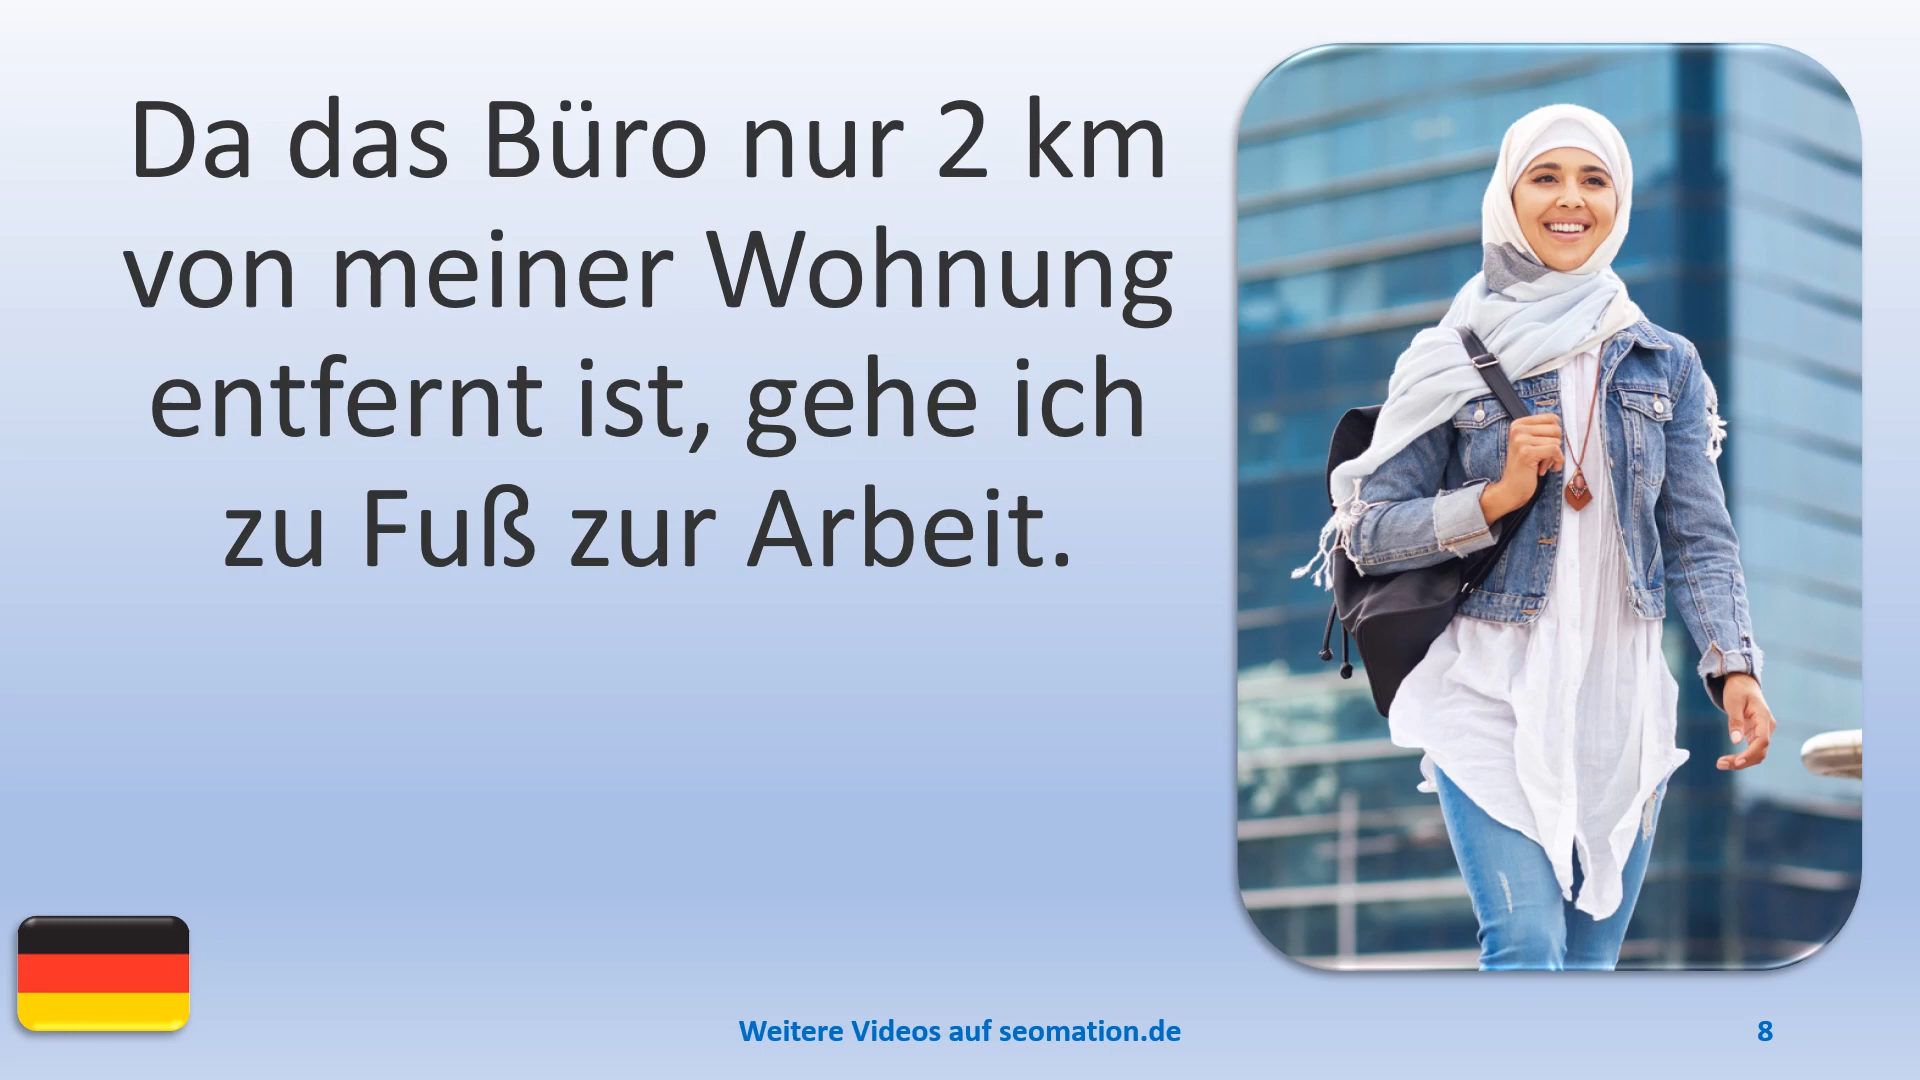 Da das Büro nur 2 km
von meiner Wohnung
entfernt ist, gehe ich
zu Fuß zur Arbeit.
Weitere Videos auf seomation.de
8